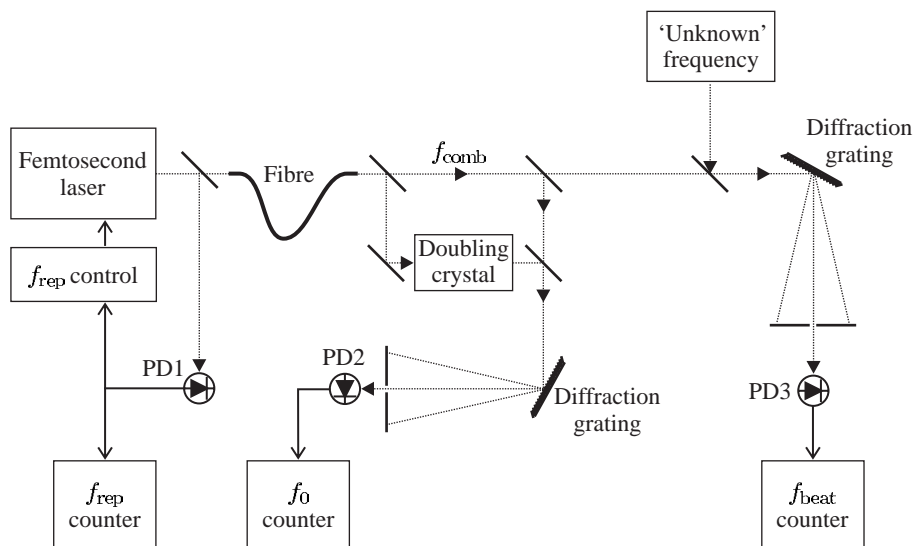 'Unknown'
frequency
Diffraction
grating
Femtosecond
laser
Fibre
f_comb
f_rep control
Doubling
crystal
PD1
PD2
Diffraction
grating
PD3
f_rep
counter
f_0
counter
f_beat
counter